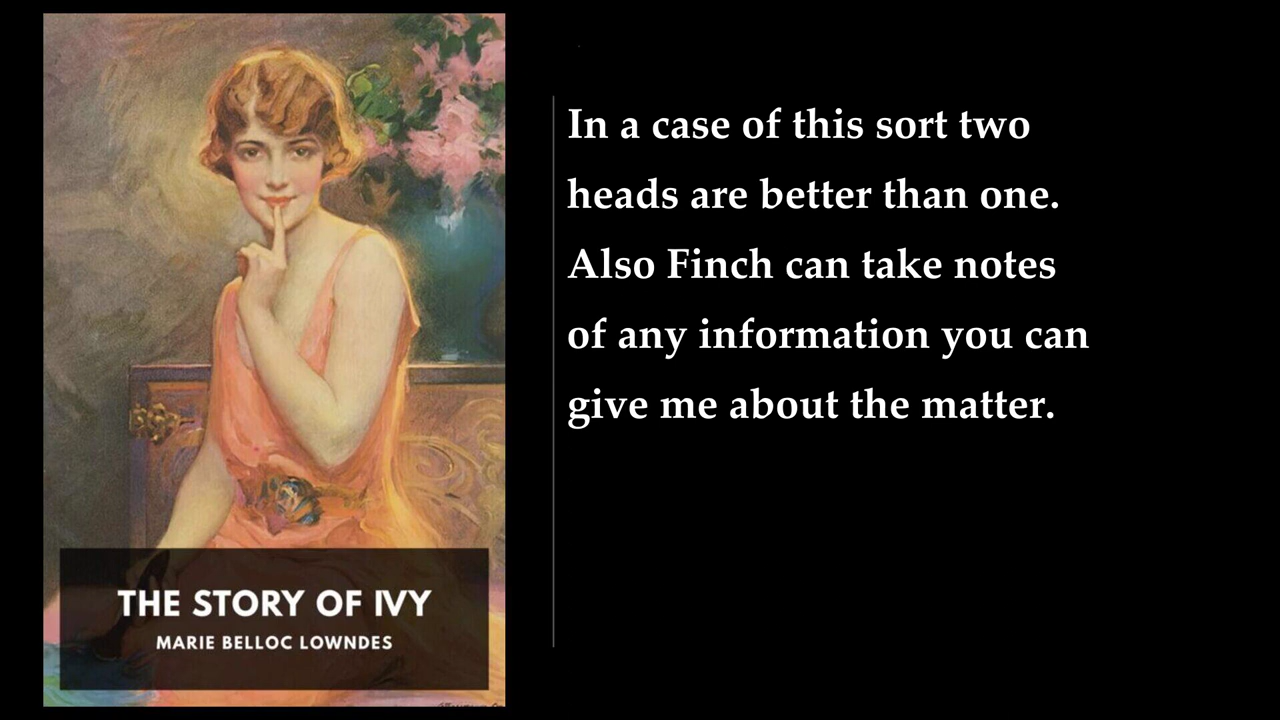 THE STORY OF IVY
MARIE BELLOC LOWNDES
In a case of this sort two
heads are better than one.
Also Finch can take notes
of any information you can
give me about the matter.